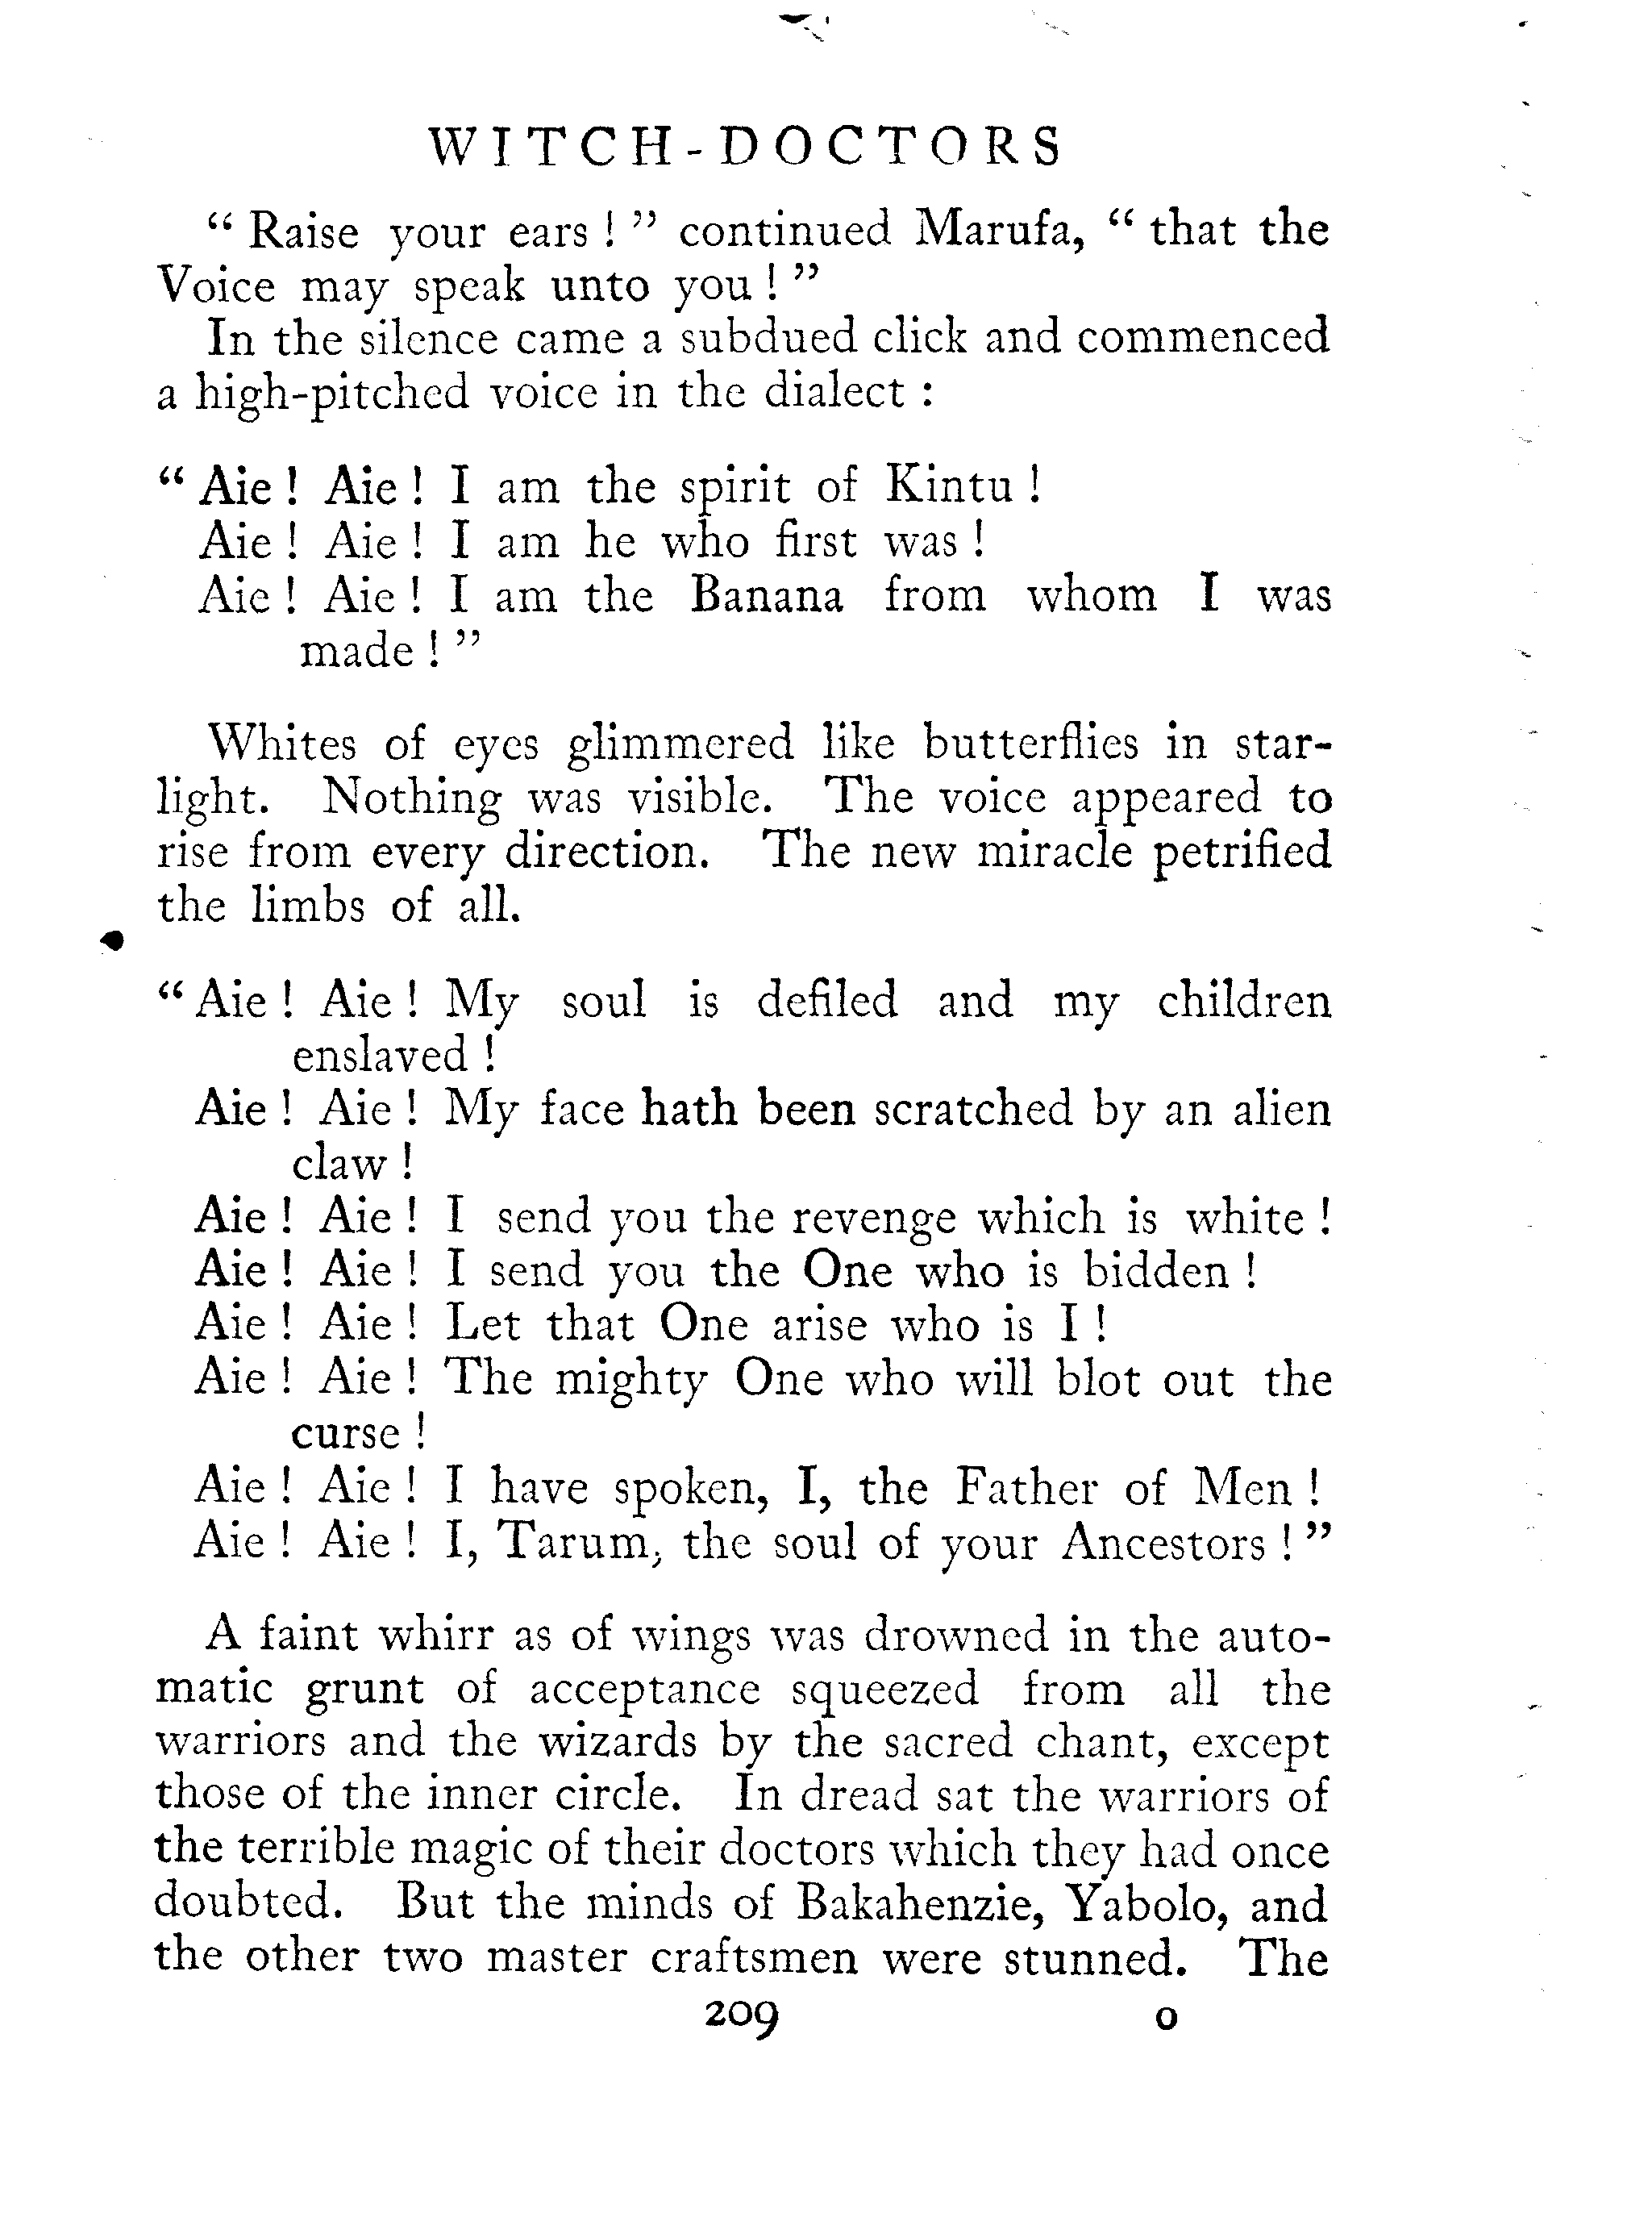 WITCH-DOCTORS
“ Raise your ears ! ” continued Marufa, “ that the
Voice may speak unto you ! ”
In the silence came a subdued click and commenced
a high-pitched voice in the dialect :
“ Aie ! Aie ! I am the spirit of Kintu !
Aie ! Aie ! I am he who first was !
Aie ! Aie ! I am the Banana from whom I was
made ! ”
Whites of eyes glimmered like butterflies in star-
light. Nothing was visible. The voice appeared to
rise from every direction. The new miracle petrified
the limbs of all.
“ Aie ! Aie ! My soul is defiled and my children
enslaved !
Aie ! Aie ! My face hath been scratched by an alien
claw !
Aie ! Aie ! I send you the revenge which is white !
Aie ! Aie ! I send you the One who is bidden !
Aie ! Aie ! Let that One arise who is I !
Aie ! Aie ! The mighty One who will blot out the
curse !
Aie ! Aie ! I have spoken, I, the Father of Men !
Aie ! Aie ! I, Tarum, the soul of your Ancestors ! ”
A faint whirr as of wings was drowned in the auto-
matic grunt of acceptance squeezed from all the
warriors and the wizards by the sacred chant, except
those of the inner circle. In dread sat the warriors of
the terrible magic of their doctors which they had once
doubted. But the minds of Bakahenzie, Yabolo, and
the other two master craftsmen were stunned. The
209 o